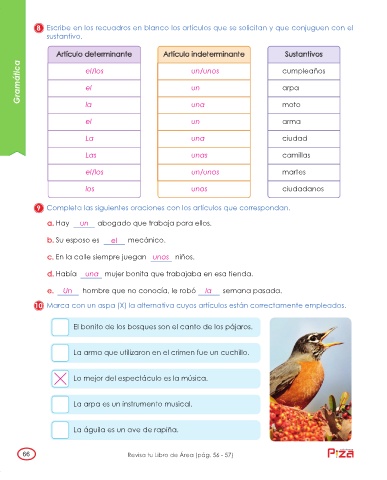 Gramática
8 Escribe en los recuadros en blanco los artículos que se solicitan y que conjuguen con el
sustantivo.
Artículo determinante Artículo indeterminante Sustantivos
el/los un/unos cumpleaños
el un arpa
la una moto
el un arma
La una ciudad
Las unas camillas
el/los un/unos martes
los unos ciudadanos
9 Completa las siguientes oraciones con los artículos que correspondan.
a. Hay un abogado que trabaja para ellos.
b. Su esposo es el mecánico.
c. En la calle siempre juegan unos niños.
d. Había una mujer bonita que trabajaba en esa tienda.
e. Un hombre que no conocía, le robó la semana pasada.
10 Marca con un aspa (X) la alternativa cuyos artículos están correctamente empleados.
El bonito de los bosques son el canto de los pájaros.
La arma que utilizaron en el crimen fue un cuchillo.
X Lo mejor del espectáculo es la música.
La arpa es un instrumento musical.
La águila es un ave de rapiña.
66 Revisa tu Libro de Área (pág. 56 - 57)